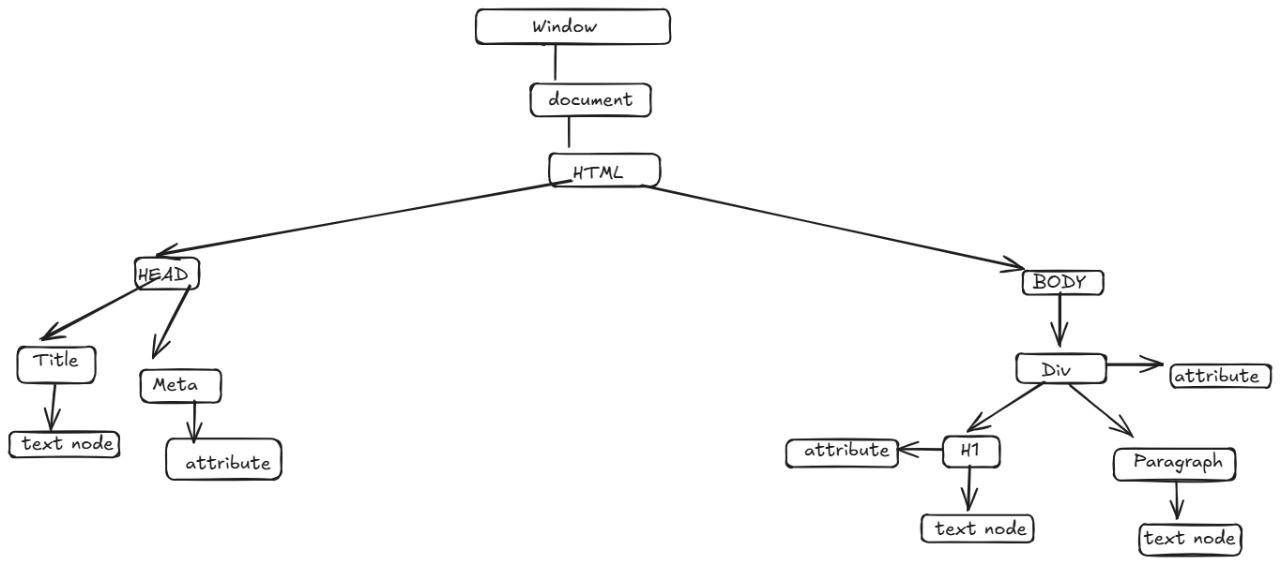 Window
document
HTML
HEAD
BODY
Title
Meta
Div
attribute
text node
attribute
attribute
H1
Paragraph
text node
text node